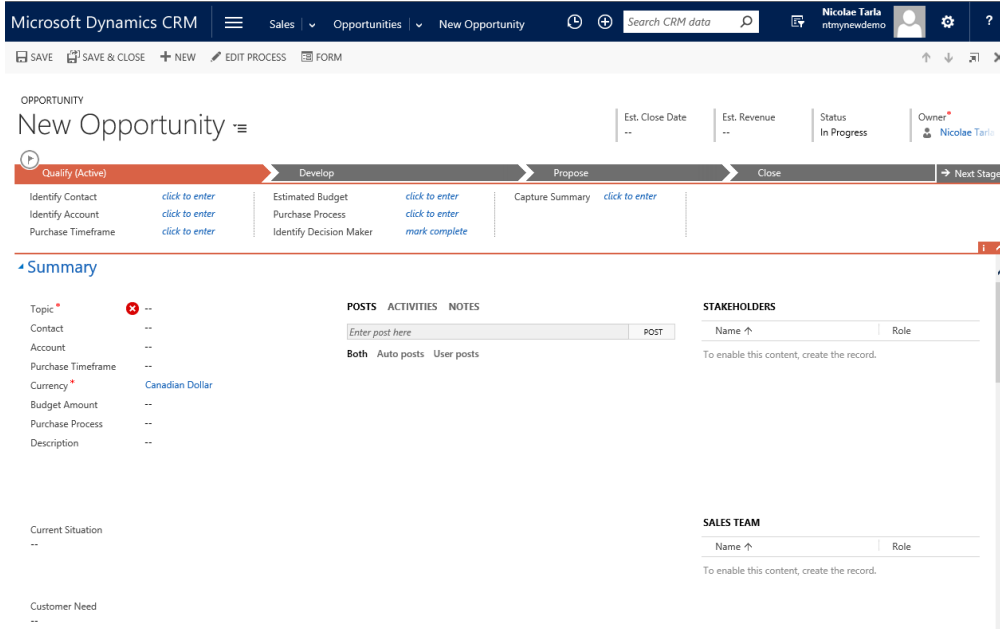 Microsoft Dynamics CRM Sales Opportunities New Opportunity Search CRM data Nicolae Tarla ?
ntmynewdemo
SAVE SAVE & CLOSE NEW EDIT PROCESS FORM
OPPORTUNITY
New Opportunity
Est. Close Date Est. Revenue Status Owner*
-- -- In Progress Nicolae Tarla
Qualify (Active) Develop Propose Close → Next Stage
Identify Contact click to enter Estimated Budget click to enter Capture Summary click to enter
Identify Account click to enter Purchase Process click to enter
Purchase Timeframe click to enter Identify Decision Maker mark complete
i
Summary
Topic* -- POSTS ACTIVITIES NOTES STAKEHOLDERS
Contact -- Enter post here POST Name ↑ Role
Account -- Both Auto posts User posts To enable this content, create the record.
Purchase Timeframe --
Currency* Canadian Dollar
Budget Amount --
Purchase Process --
Description --
Current Situation SALES TEAM
-- Name ↑ Role
To enable this content, create the record.
Customer Need
--